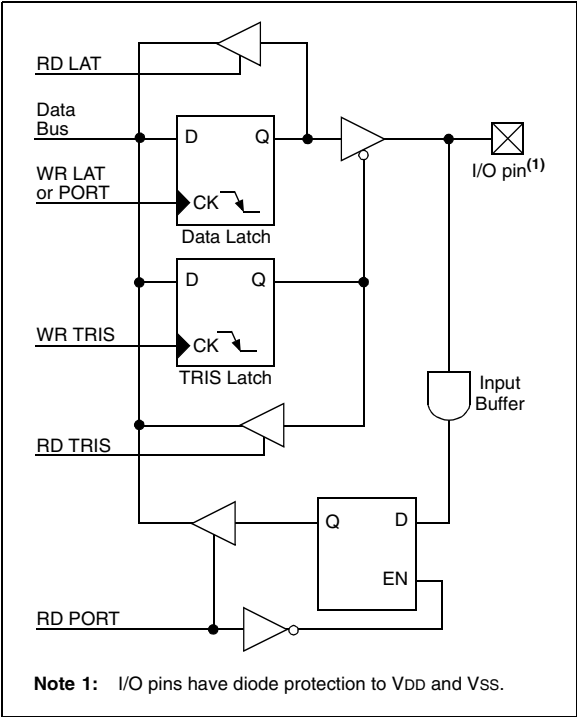 RD LAT
Data
Bus
D Q
I/O pin(1)
WR LAT
or PORT
CK
Data Latch
D Q
WR TRIS
CK
TRIS Latch
Input
Buffer
RD TRIS
Q D
EN
RD PORT
Note 1: I/O pins have diode protection to VDD and VSS.